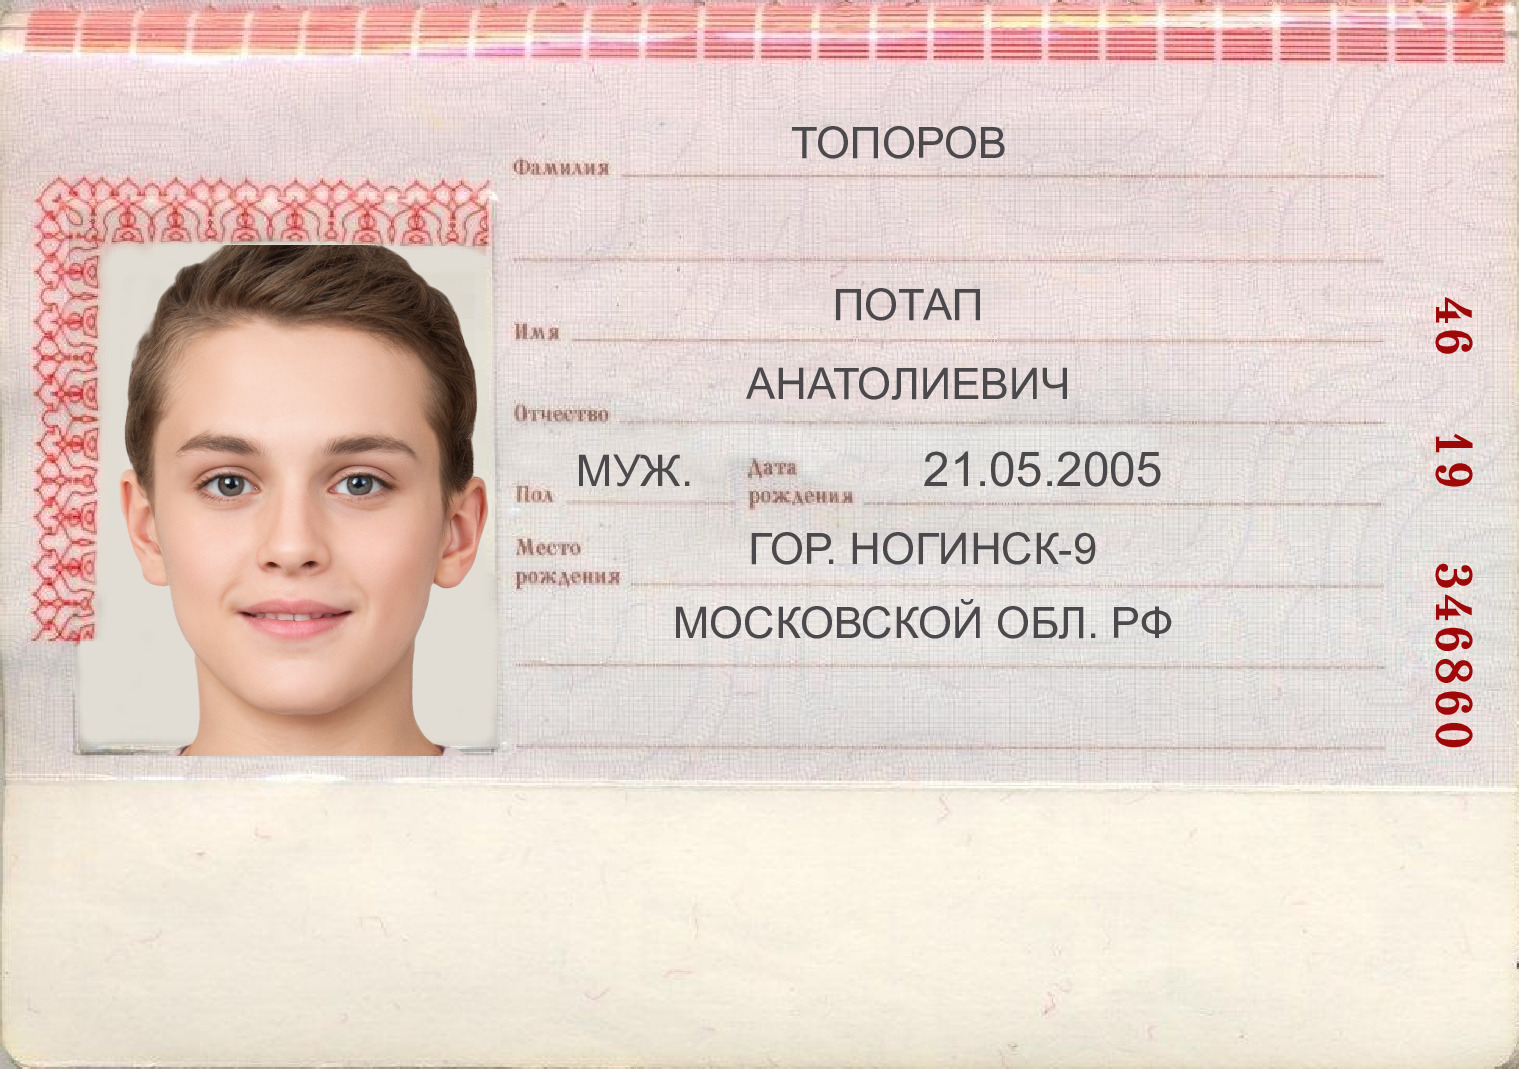 Фамилия ТОПОРОВ
Имя ПОТАП
Отчество АНАТОЛИЕВИЧ
Пол МУЖ. Дата рождения 21.05.2005
Место рождения ГОР. НОГИНСК-9
МОСКОВСКОЙ ОБЛ. РФ
46 19 346860